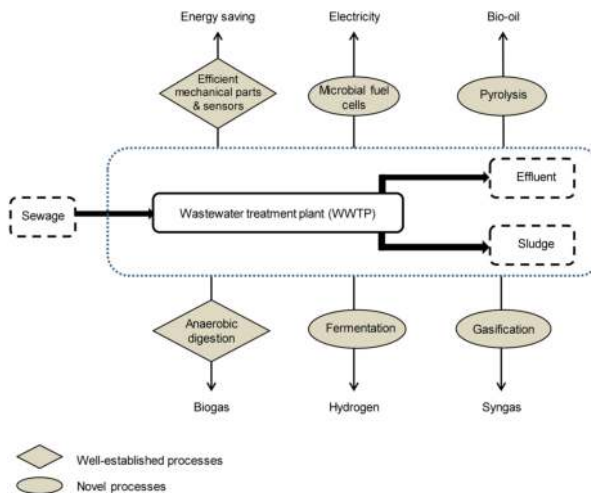 Energy saving
Electricity
Bio-oil
Efficient
mechanical parts
& sensors
Microbial fuel
cells
Pyrolysis
Effluent
Sewage
Wastewater treatment plant (WWTP)
Sludge
Anaerobic
digestion
Fermentation
Gasification
Biogas
Hydrogen
Syngas
Well-established processes
Novel processes